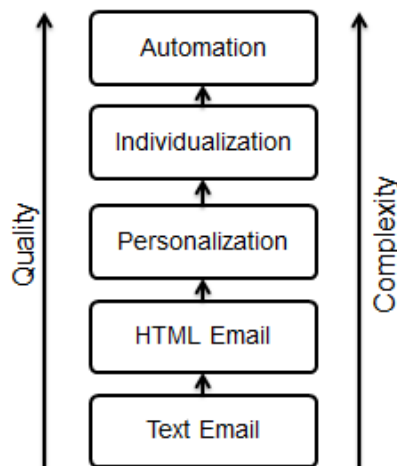 Automation
Individualization
Personalization
HTML Email
Text Email
Quality
Complexity